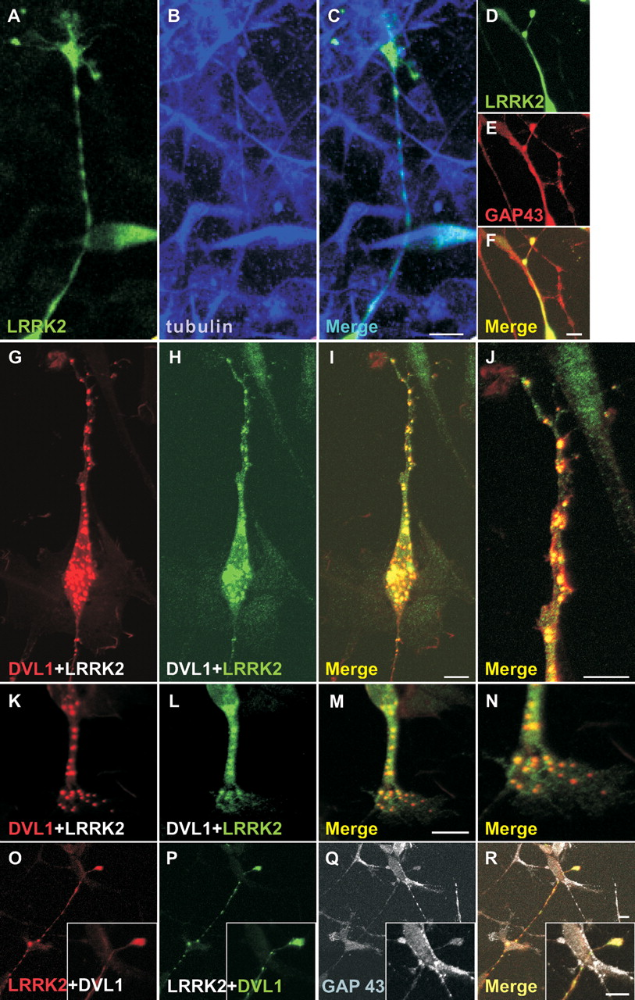 A
B
C
D
LRRK2
E
GAP43
F
LRRK2
tubulin
Merge
Merge
G
H
I
J
DVL1+LRRK2
DVL1+LRRK2
Merge
K
L
M
N
DVL1+LRRK2
DVL1+LRRK2
Merge
Merge
O
P
Q
R
LRRK2+DVL1
LRRK2+DVL1
GAP 43
Merge